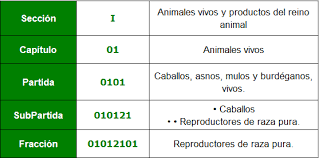 Sección I Animales vivos y productos del reino
animal
Capítulo 01 Animales vivos
Partida 0101 Caballos, asnos, mulos y burdéganos,
vivos.
SubPartida 010121 • Caballos
• • Reproductores de raza pura.
Fracción 01012101 Reproductores de raza pura.